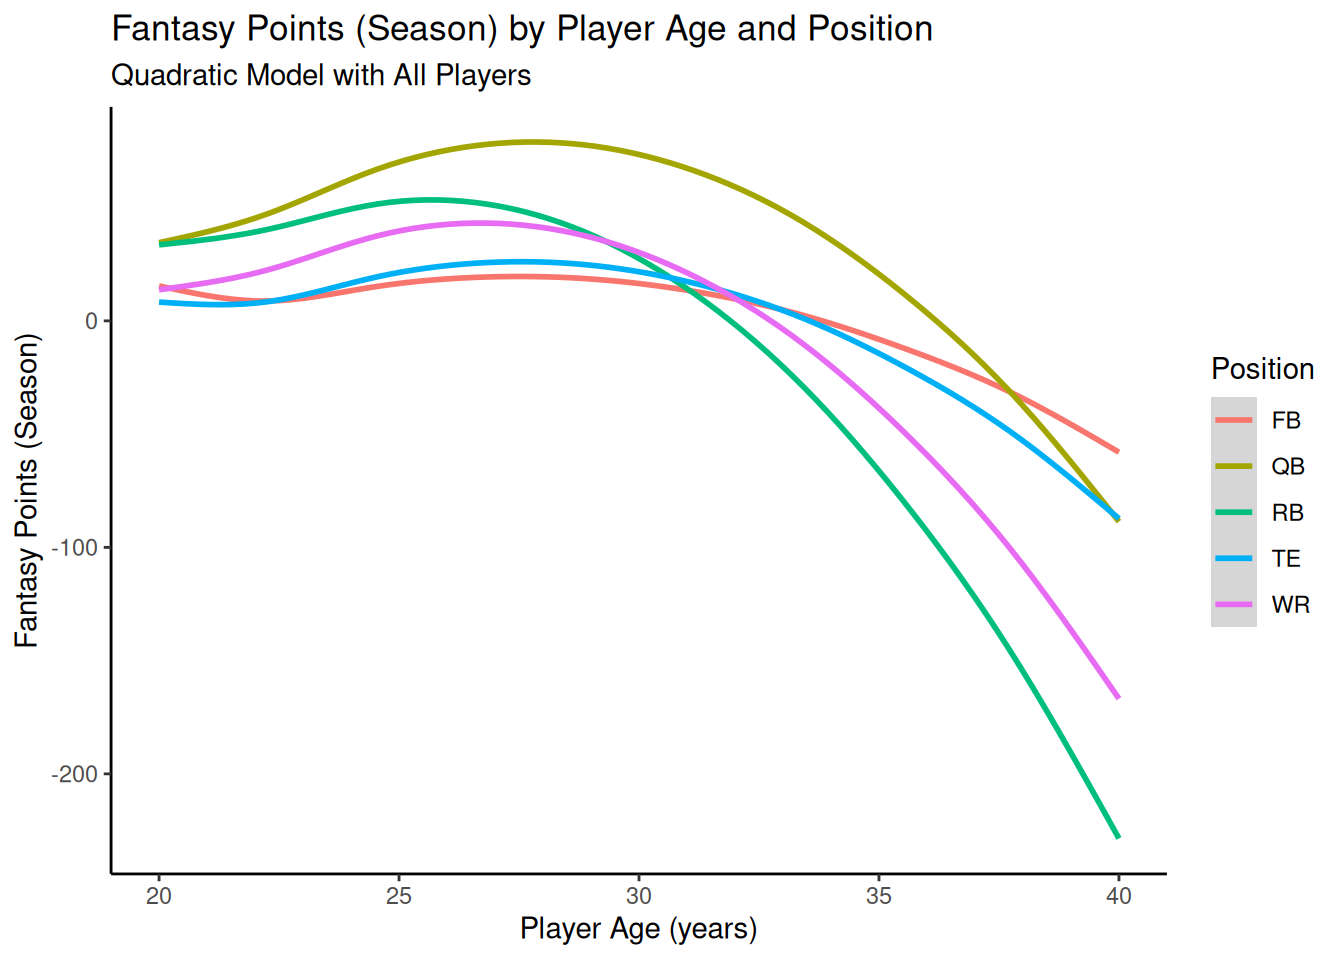 Fantasy Points (Season) by Player Age and Position
Quadratic Model with All Players
Fantasy Points (Season)
0
-100
-200
20
25
30
35
40
Player Age (years)
Position
FB
QB
RB
TE
WR